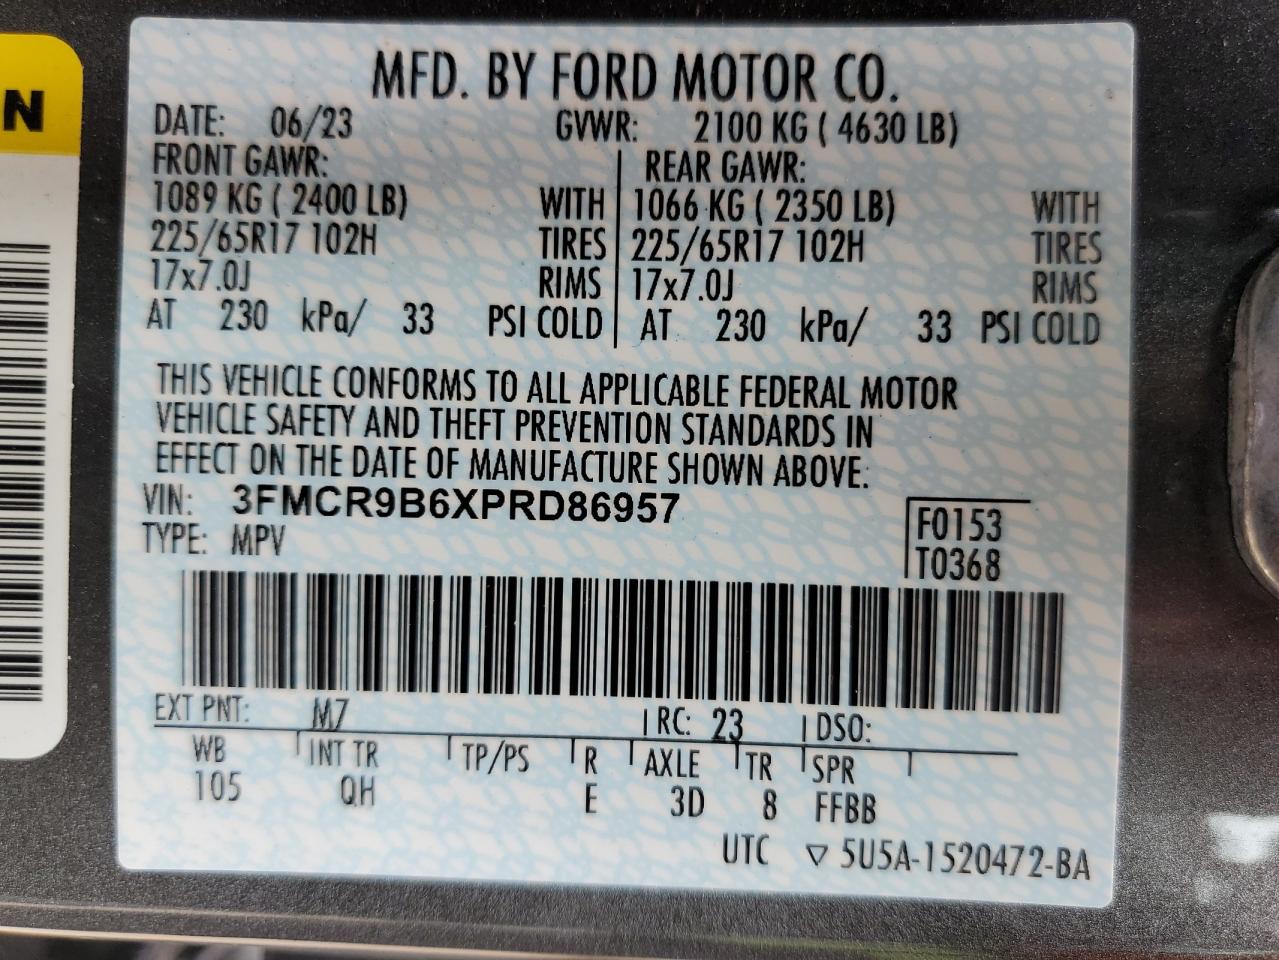 N
MFD. BY FORD MOTOR CO.
DATE: 06/23 GVWR: 2100 KG ( 4630 LB)
FRONT GAWR: REAR GAWR:
1089 KG ( 2400 LB) WITH 1066 KG ( 2350 LB) WITH
225/65R17 102H TIRES 225/65R17 102H TIRES
17x7.0J RIMS 17x7.0J RIMS
AT 230 kPa/ 33 PSI COLD AT 230 kPa/ 33 PSI COLD
THIS VEHICLE CONFORMS TO ALL APPLICABLE FEDERAL MOTOR
VEHICLE SAFETY AND THEFT PREVENTION STANDARDS IN
EFFECT ON THE DATE OF MANUFACTURE SHOWN ABOVE.
VIN: 3FMCR9B6XPRD86957 F0153
TYPE: MPV T0368
EXT PNT: M7 RC: 23 DSO:
WB INT TR TP/PS R AXLE TR SPR
105 QH E 3D 8 FFBB
UTC ▽ 5U5A-1520472-BA